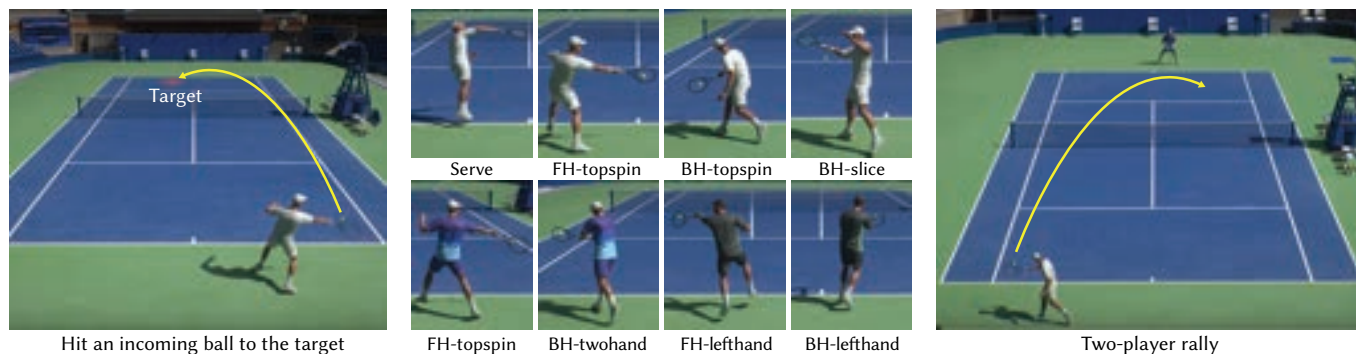 Target
Hit an incoming ball to the target
Serve
FH-topspin
BH-topspin
BH-slice
FH-topspin
BH-twohand
FH-lefthand
BH-lefthand
Two-player rally